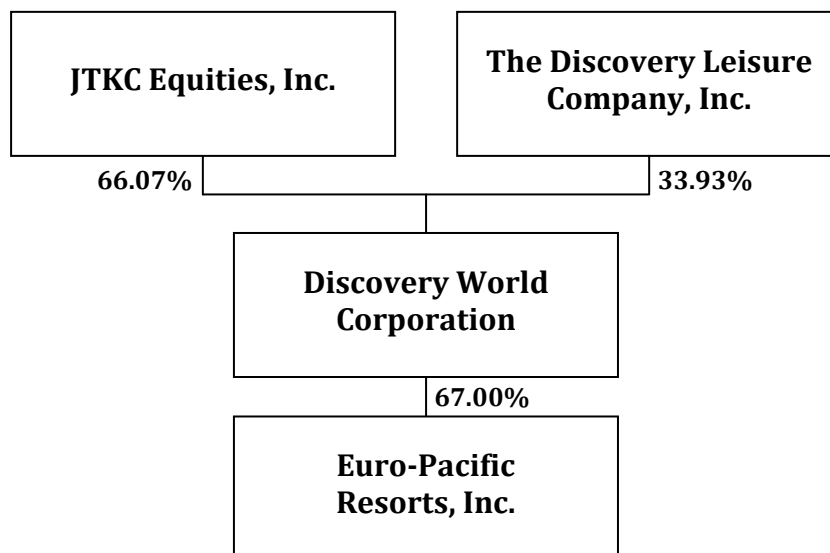 JTKC Equities, Inc.
The Discovery Leisure
Company, Inc.
66.07%
33.93%
Discovery World
Corporation
67.00%
Euro-Pacific
Resorts, Inc.